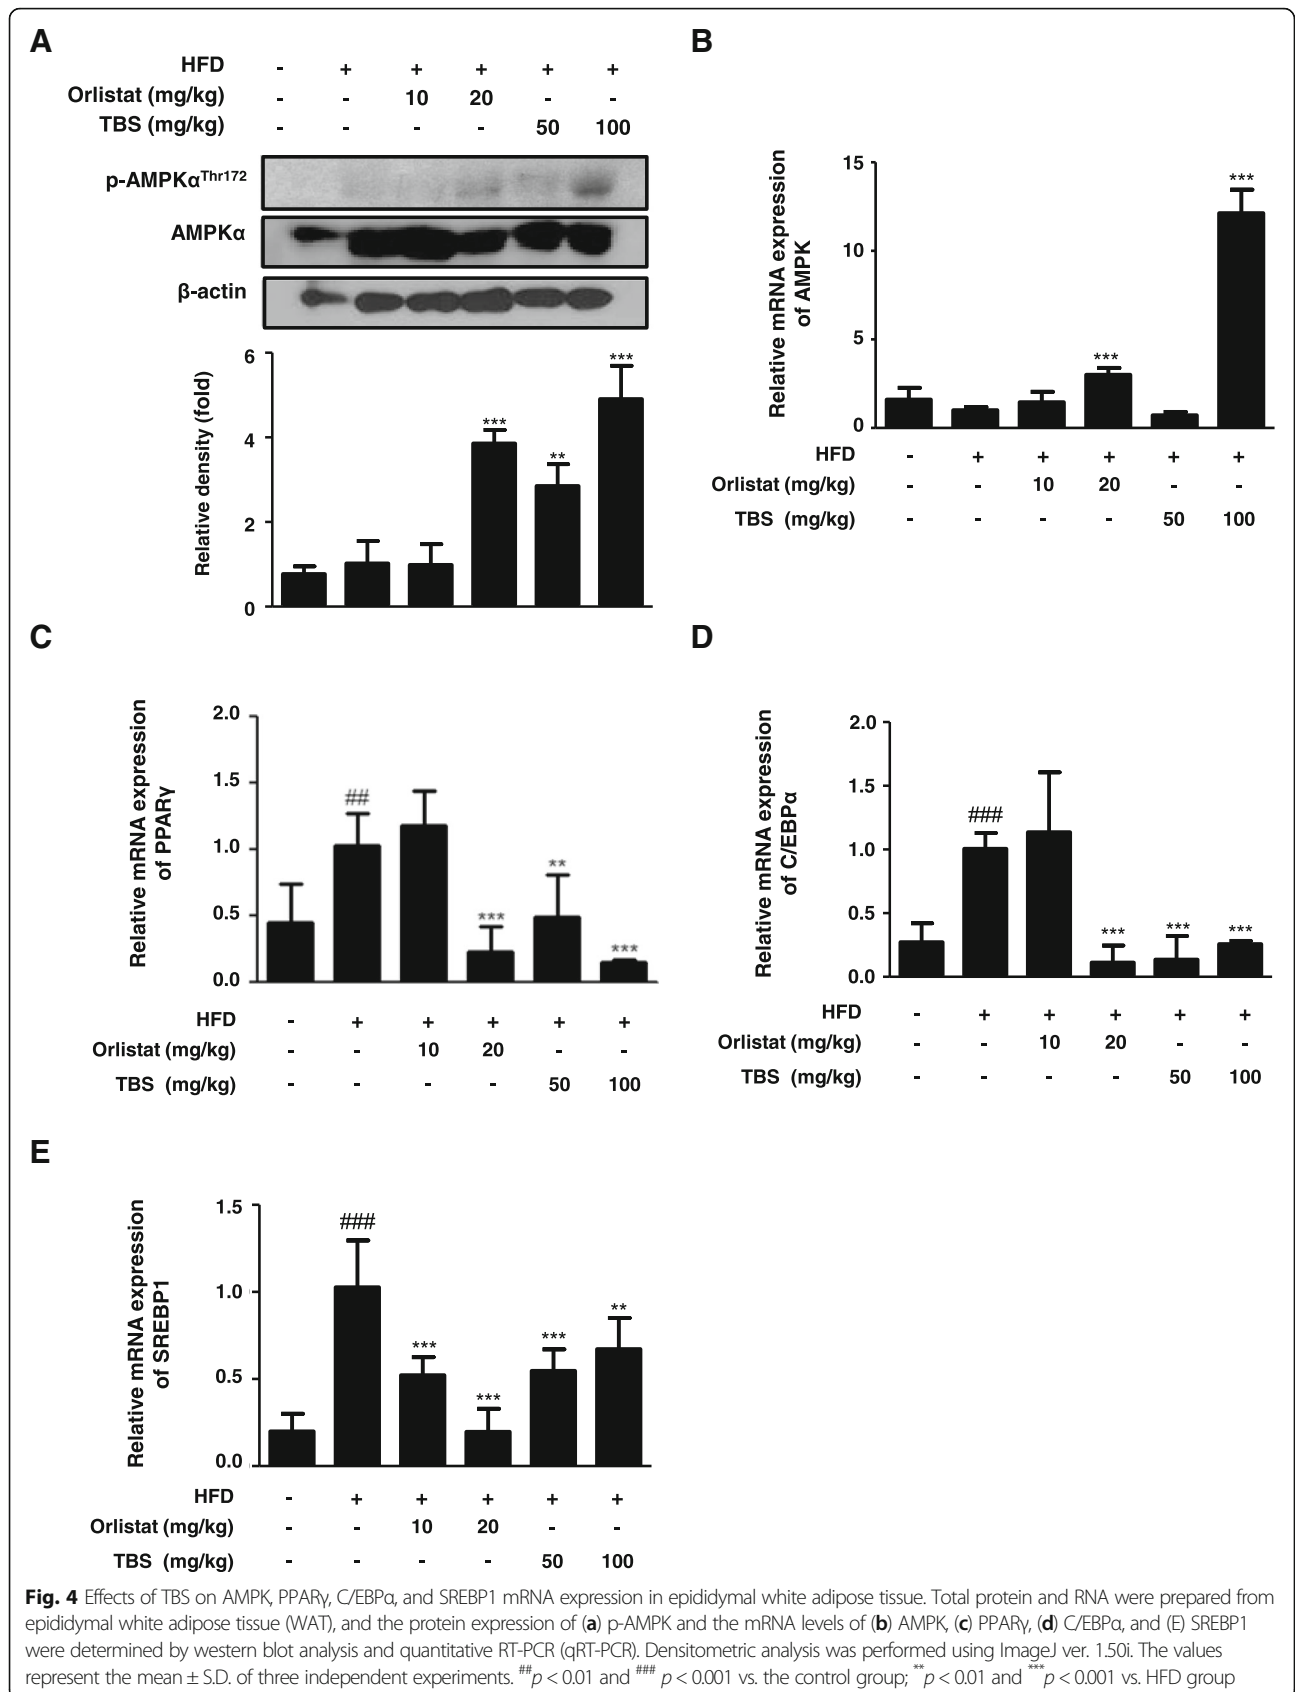 A
HFD - + + + + +
Orlistat (mg/kg) - - 10 20 - -
TBS (mg/kg) - - - - 50 100
p-AMPKαThr172
AMPKα
β-actin
Relative density (fold)
6
4
2
0
***
**
***
B
Relative mRNA expression
of AMPK
15
10
5
0
***
***
HFD - + + + + +
Orlistat (mg/kg) - - 10 20 - -
TBS (mg/kg) - - - - 50 100
C
Relative mRNA expression
of PPARγ
2.0
1.5
1.0
0.5
0.0
##
***
**
***
HFD - + + + + +
Orlistat (mg/kg) - - 10 20 - -
TBS (mg/kg) - - - - 50 100
D
Relative mRNA expression
of C/EBPα
2.0
1.5
1.0
0.5
0.0
###
***
***
***
HFD - + + + + +
Orlistat (mg/kg) - - 10 20 - -
TBS (mg/kg) - - - - 50 100
E
Relative mRNA expression
of SREBP1
1.5
1.0
0.5
0.0
###
***
***
***
**
HFD - + + + + +
Orlistat (mg/kg) - - 10 20 - -
TBS (mg/kg) - - - - 50 100
Fig. 4 Effects of TBS on AMPK, PPARγ, C/EBPα, and SREBP1 mRNA expression in epididymal white adipose tissue. Total protein and RNA were prepared from
epididymal white adipose tissue (WAT), and the protein expression of (a) p-AMPK and the mRNA levels of (b) AMPK, (c) PPARγ, (d) C/EBPα, and (E) SREBP1
were determined by western blot analysis and quantitative RT-PCR (qRT-PCR). Densitometric analysis was performed using ImageJ ver. 1.50i. The values
represent the mean ± S.D. of three independent experiments. ##p < 0.01 and ### p < 0.001 vs. the control group; **p < 0.01 and ***p < 0.001 vs. HFD group